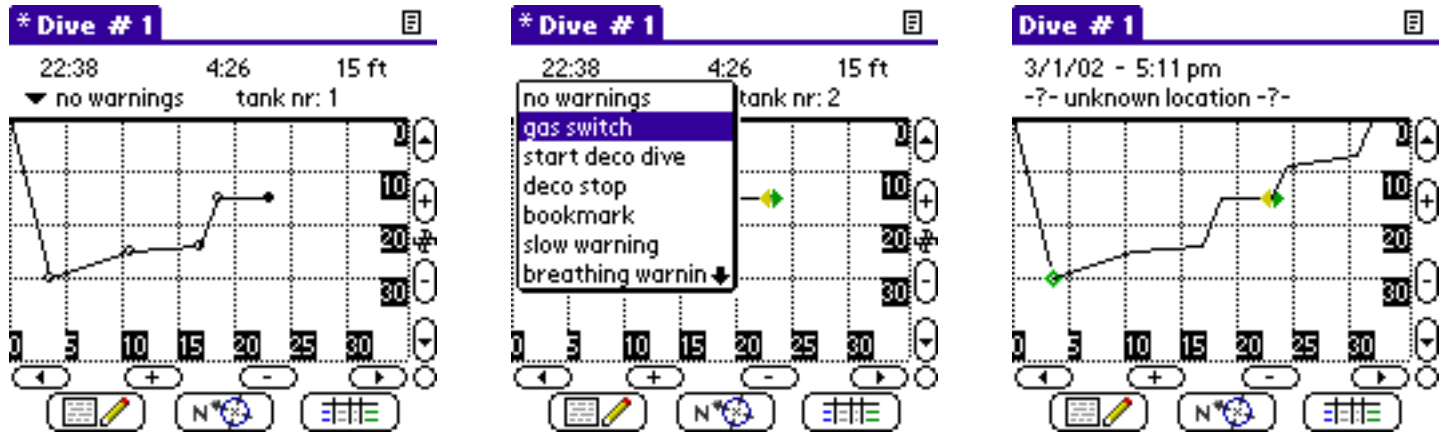 * Dive # 1
22:38 4:26 15 ft
no warnings tank nr: 1
0
10
20
30
0 5 10 15 20 25 30
+ -
N
* Dive # 1
22:38 4:26 15 ft
no warnings tank nr: 2
gas switch
start deco dive
deco stop
10
bookmark
slow warning
20
breathing warnin
30
0 5 10 15 20 25 30
+ -
N
Dive # 1
3/1/02 - 5:11 pm
-?- unknown location -?-
0
10
20
30
0 5 10 15 20 25 30
+ -
N